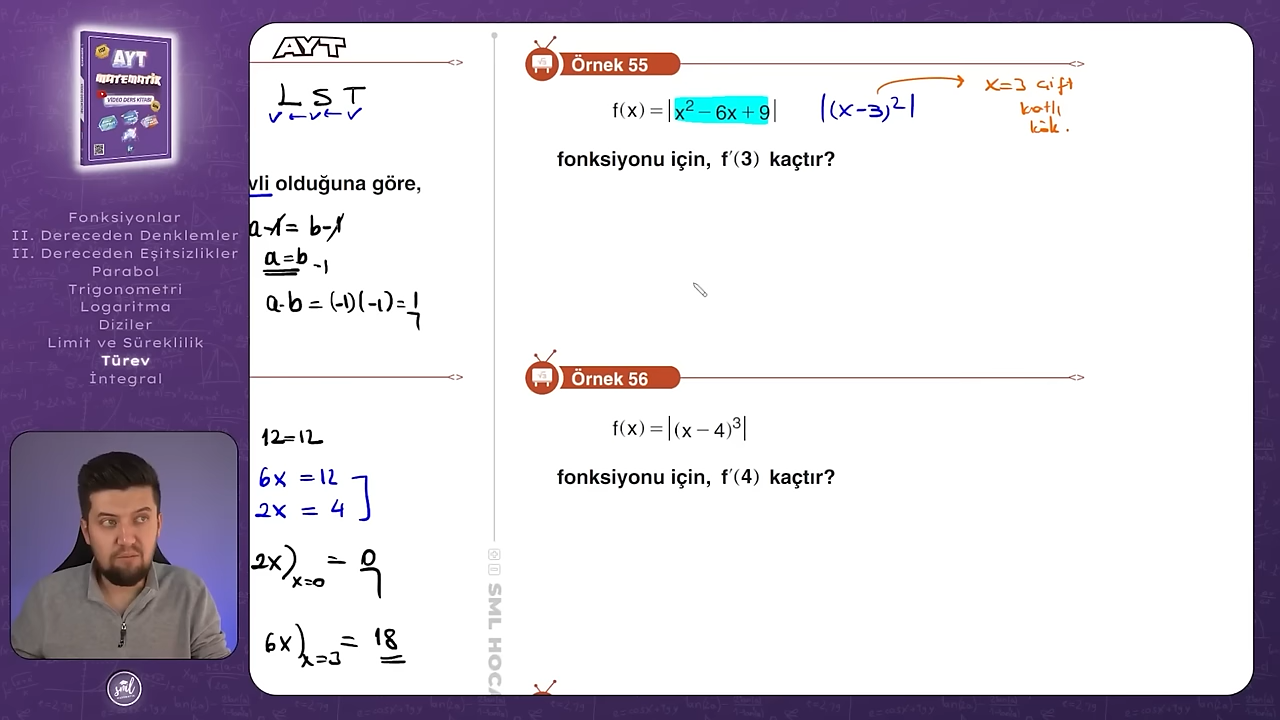 AYT
MATEMATİK
VİDEO DERS KİTABI
Fonksiyonlar
II. Dereceden Denklemler
II. Dereceden Eşitsizlikler
Parabol
Trigonometri
Logaritma
Diziler
Limit ve Süreklilik
Türev
İntegral
sml
AYT
L S T
vli olduğuna göre,
a-1 = b-1
a=b
-1
a·b = (-1)(-1) = 1
12=12
6x = 12
2x = 4
2x) x=0 = 0
6x) x=3 = 18
Örnek 55
f(x) = |x² − 6x + 9|
|(x-3)²|
x=3 çift
katlı
kök.
fonksiyonu için, f′(3) kaçtır?
Örnek 56
f(x) = |(x − 4)³|
fonksiyonu için, f′(4) kaçtır?
SML HOCA